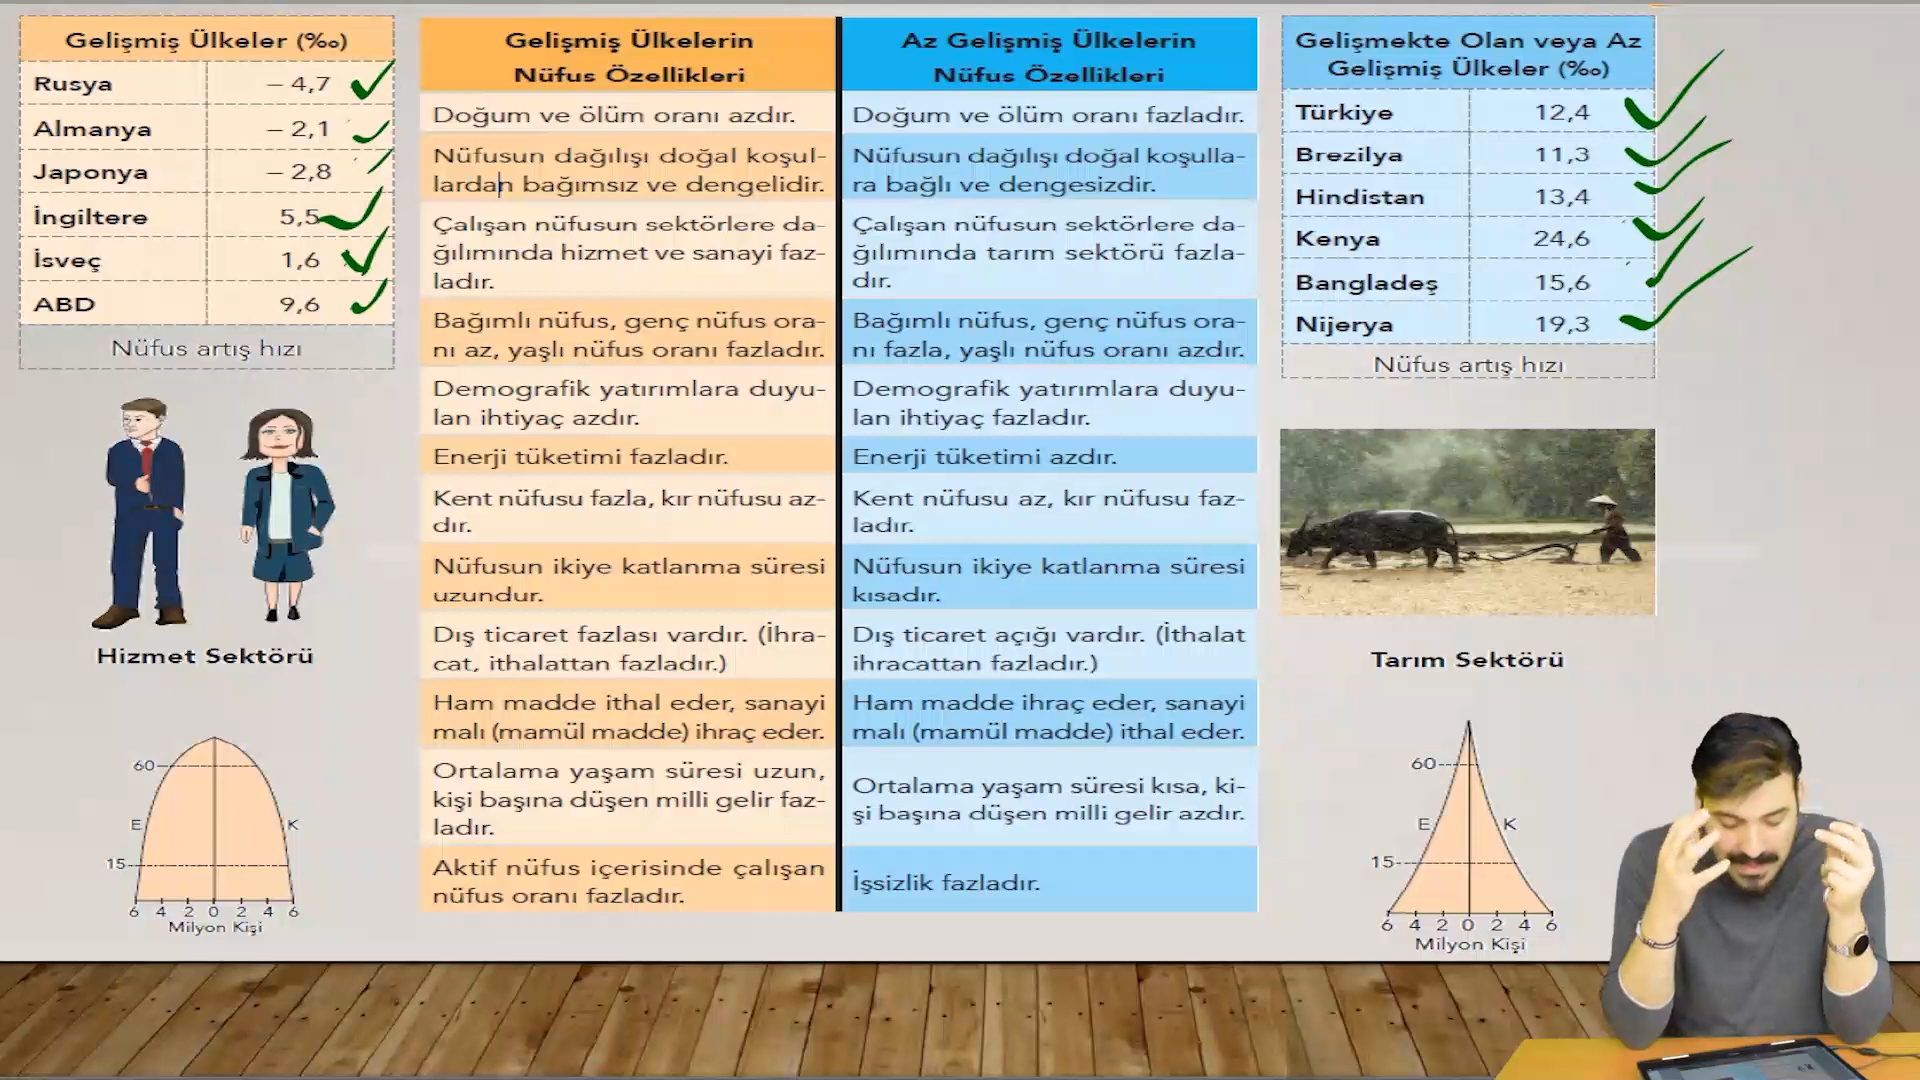 Gelişmiş Ülkeler (‰)
Rusya – 4,7
Almanya – 2,1
Japonya – 2,8
İngiltere 5,5
İsveç 1,6
ABD 9,6
Nüfus artış hızı
Hizmet Sektörü
60
E K
15
6 4 2 0 2 4 6
Milyon Kişi
Gelişmiş Ülkelerin
Nüfus Özellikleri
Doğum ve ölüm oranı azdır.
Nüfusun dağılışı doğal koşul-
lardan bağımsız ve dengelidir.
Çalışan nüfusun sektörlere da-
ğılımında hizmet ve sanayi faz-
ladır.
Bağımlı nüfus, genç nüfus ora-
nı az, yaşlı nüfus oranı fazladır.
Demografik yatırımlara duyu-
lan ihtiyaç azdır.
Enerji tüketimi fazladır.
Kent nüfusu fazla, kır nüfusu az-
dır.
Nüfusun ikiye katlanma süresi
uzundur.
Dış ticaret fazlası vardır. (İhra-
cat, ithalattan fazladır.)
Ham madde ithal eder, sanayi
malı (mamül madde) ihraç eder.
Ortalama yaşam süresi uzun,
kişi başına düşen milli gelir faz-
ladır.
Aktif nüfus içerisinde çalışan
nüfus oranı fazladır.
Az Gelişmiş Ülkelerin
Nüfus Özellikleri
Doğum ve ölüm oranı fazladır.
Nüfusun dağılışı doğal koşulla-
ra bağlı ve dengesizdir.
Çalışan nüfusun sektörlere da-
ğılımında tarım sektörü fazla-
dır.
Bağımlı nüfus, genç nüfus ora-
nı fazla, yaşlı nüfus oranı azdır.
Demografik yatırımlara duyu-
lan ihtiyaç fazladır.
Enerji tüketimi azdır.
Kent nüfusu az, kır nüfusu faz-
ladır.
Nüfusun ikiye katlanma süresi
kısadır.
Dış ticaret açığı vardır. (İthalat
ihracattan fazladır.)
Ham madde ihraç eder, sanayi
malı (mamül madde) ithal eder.
Ortalama yaşam süresi kısa, ki-
şi başına düşen milli gelir azdır.
İşsizlik fazladır.
Gelişmekte Olan veya Az
Gelişmiş Ülkeler (‰)
Türkiye 12,4
Brezilya 11,3
Hindistan 13,4
Kenya 24,6
Bangladeş 15,6
Nijerya 19,3
Nüfus artış hızı
Tarım Sektörü
60
E K
15
6 4 2 0 2 4 6
Milyon Kişi